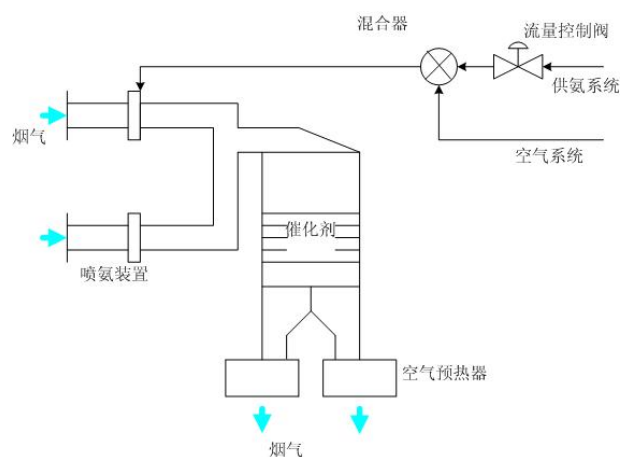 混合器
流量控制阀
供氨系统
烟气
空气系统
催化剂
喷氨装置
空气预热器
烟气